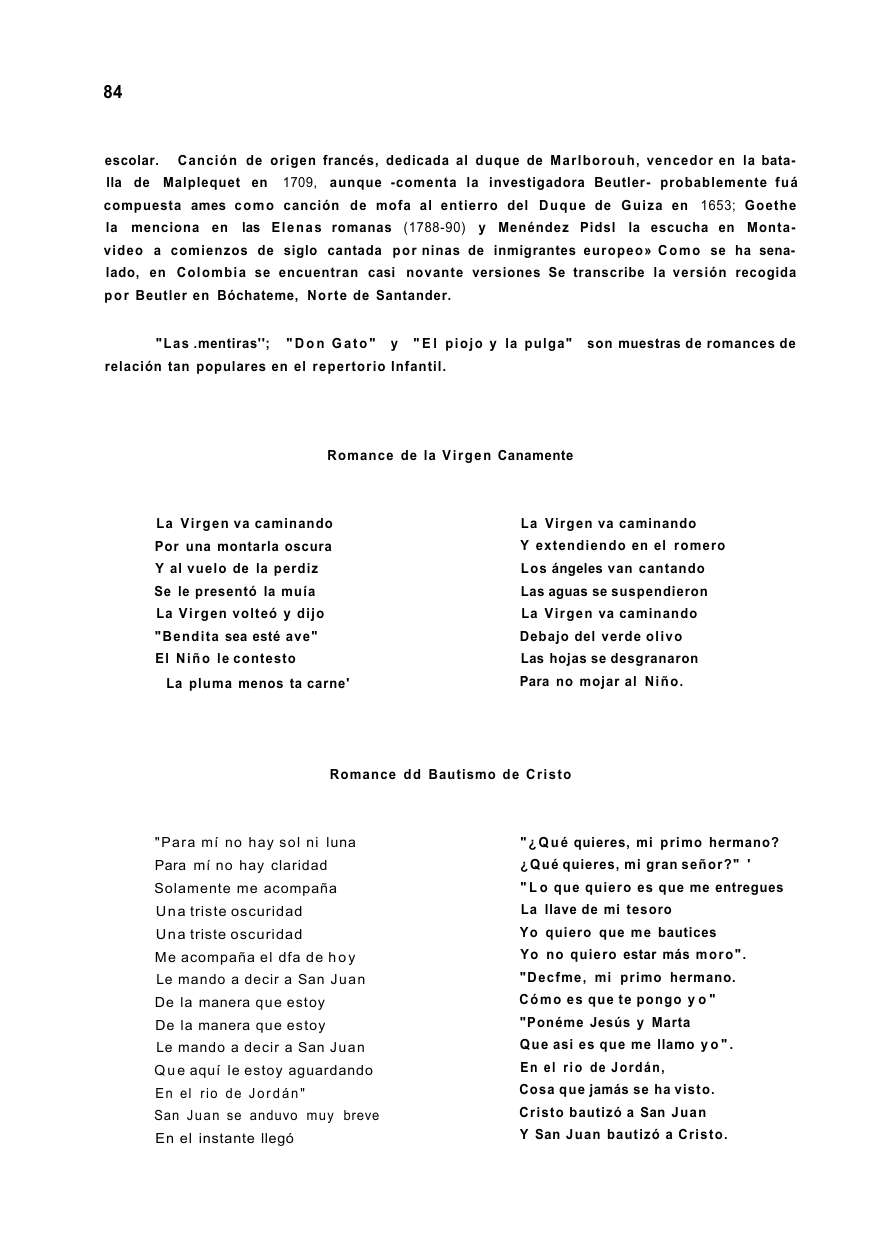 84
escolar. Canción de origen francés, dedicada al duque de Marlborouh, vencedor en la bata-
lla de Malplequet en 1709, aunque -comenta la investigadora Beutler- probablemente fuá
compuesta ames como canción de mofa al entierro del Duque de Guiza en 1653; Goethe
la menciona en las Elenas romanas (1788-90) y Menéndez Pidsl la escucha en Monta-
video a comienzos de siglo cantada por ninas de inmigrantes europeo» Como se ha sena-
lado, en Colombia se encuentran casi novante versiones Se transcribe la versión recogida
por Beutler en Bóchateme, Norte de Santander.
"Las .mentiras''; "Don Gato" y "El piojo y la pulga" son muestras de romances de
relación tan populares en el repertorio Infantil.
Romance de la Virgen Canamente
La Virgen va caminando
Por una montarla oscura
Y al vuelo de la perdiz
Se le presentó la muía
La Virgen volteó y dijo
"Bendita sea esté ave"
El Niño le contesto
La pluma menos ta carne'
La Virgen va caminando
Y extendiendo en el romero
Los ángeles van cantando
Las aguas se suspendieron
La Virgen va caminando
Debajo del verde olivo
Las hojas se desgranaron
Para no mojar al Niño.
Romance dd Bautismo de Cristo
"Para mí no hay sol ni luna
Para mí no hay claridad
Solamente me acompaña
Una triste oscuridad
Una triste oscuridad
Me acompaña el dfa de hoy
Le mando a decir a San Juan
De la manera que estoy
De la manera que estoy
Le mando a decir a San Juan
Que aquí le estoy aguardando
En el rio de Jordán"
San Juan se anduvo muy breve
En el instante llegó
"¿Qué quieres, mi primo hermano?
¿Qué quieres, mi gran señor?" '
"Lo que quiero es que me entregues
La llave de mi tesoro
Yo quiero que me bautices
Yo no quiero estar más moro".
"Decfme, mi primo hermano.
Cómo es que te pongo yo"
"Ponéme Jesús y Marta
Que asi es que me llamo yo".
En el rio de Jordán,
Cosa que jamás se ha visto.
Cristo bautizó a San Juan
Y San Juan bautizó a Cristo.